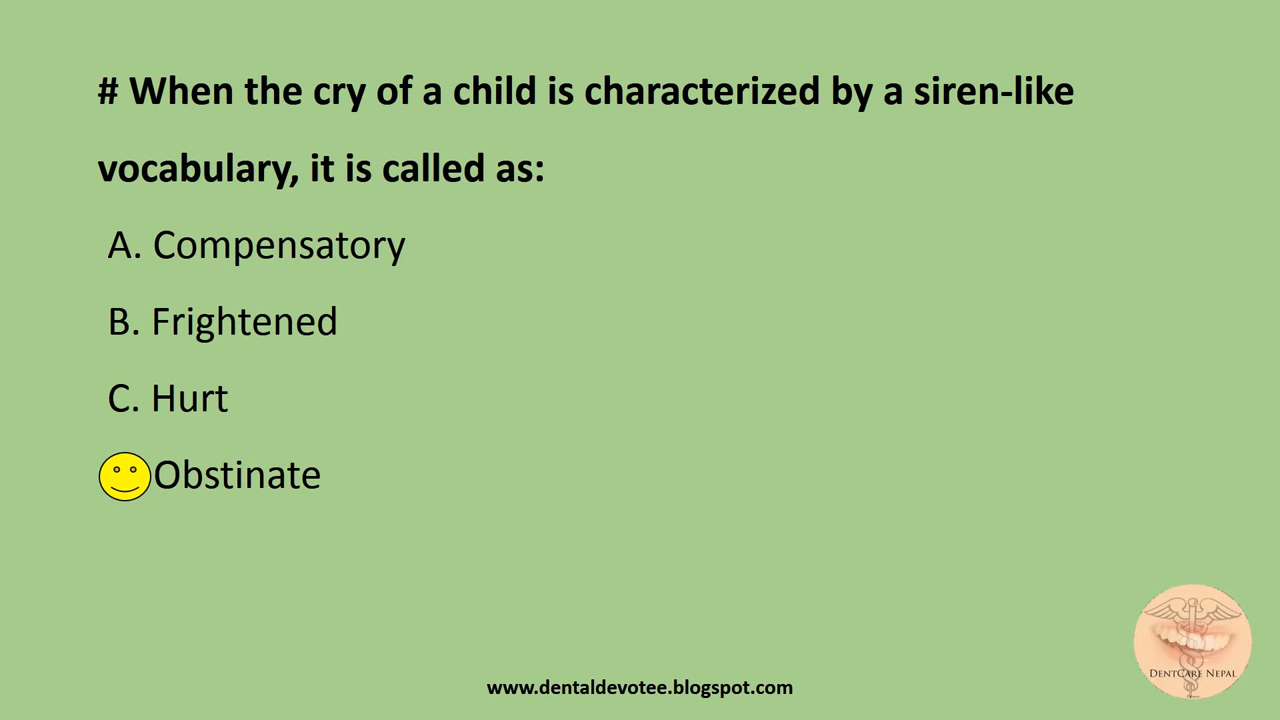 # When the cry of a child is characterized by a siren-like
vocabulary, it is called as:
A. Compensatory
B. Frightened
C. Hurt
Obstinate
DENTCARE NEPAL
www.dentaldevotee.blogspot.com